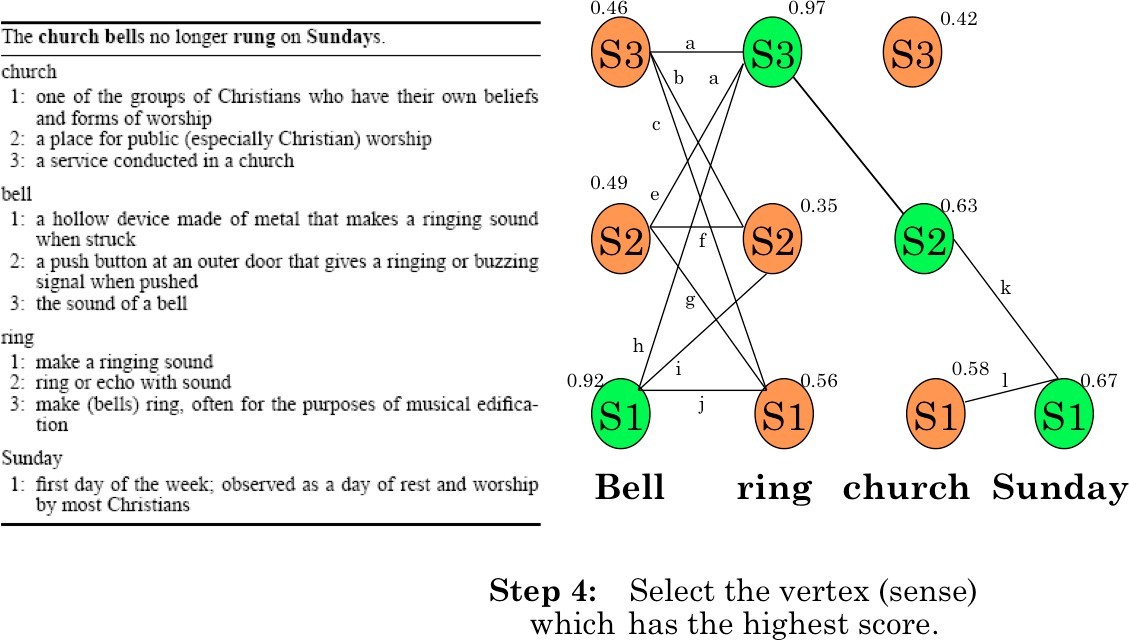 The church bells no longer rung on Sundays.
church
1: one of the groups of Christians who have their own beliefs
and forms of worship
2: a place for public (especially Christian) worship
3: a service conducted in a church
bell
1: a hollow device made of metal that makes a ringing sound
when struck
2: a push button at an outer door that gives a ringing or buzzing
signal when pushed
3: the sound of a bell
ring
1: make a ringing sound
2: ring or echo with sound
3: make (bells) ring, often for the purposes of musical edifica-
tion
Sunday
1: first day of the week; observed as a day of rest and worship
by most Christians
0.46 0.97 0.42
S3 a S3 S3
b a
c
0.49 e 0.35 0.63
S2 f S2 S2
g k
h i
0.92 0.56 0.58 l 0.67
S1 j S1 S1 S1
Bell ring church Sunday
Step 4: Select the vertex (sense)
which has the highest score.